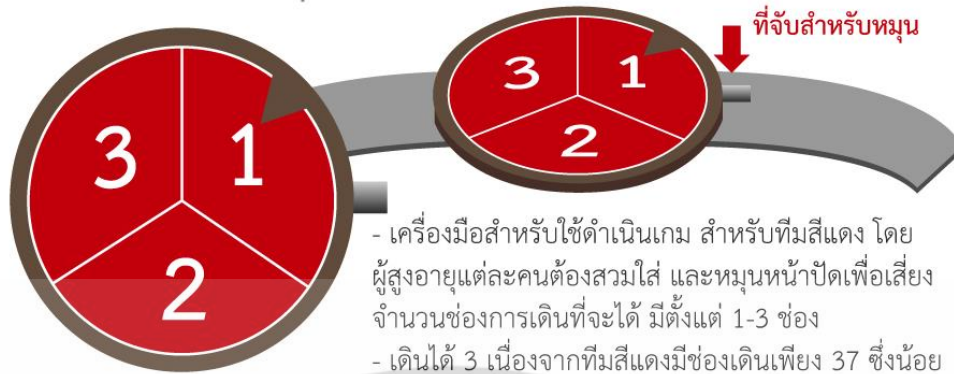 ที่จับสำหรับหมุน
3 1
2
3 1
2
- เครื่องมือสำหรับใช้ดำเนินเกม สำหรับทีมสีแดง โดย
ผู้สูงอายุแต่ละคนต้องสวมใส่ และหมุนหน้าปัดเพื่อเสี่ยง
จำนวนช่องการเดินที่จะได้ มีตั้งแต่ 1-3 ช่อง
- เดินได้ 3 เนื่องจากทีมสีแดงมีช่องเดินเพียง 37 ซึ่งน้อย